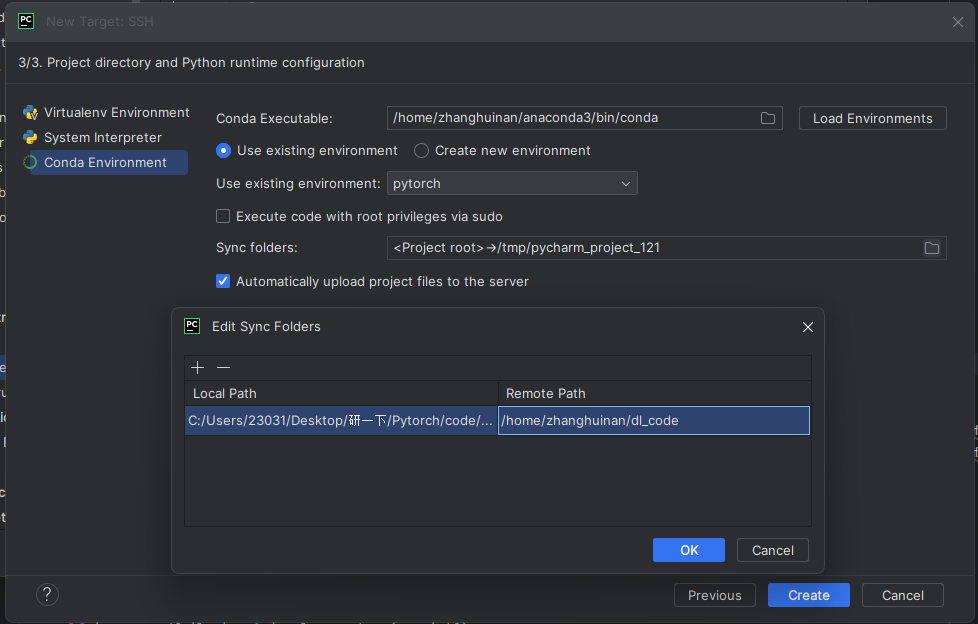 PC New Target: SSH
3/3. Project directory and Python runtime configuration
Virtualenv Environment
System Interpreter
Conda Environment
Conda Executable: /home/zhanghuinan/anaconda3/bin/conda Load Environments
Use existing environment Create new environment
Use existing environment: pytorch
Execute code with root privileges via sudo
Sync folders: <Project root>→/tmp/pycharm_project_121
Automatically upload project files to the server
PC Edit Sync Folders
Local Path Remote Path
C:/Users/23031/Desktop/研一下/Pytorch/code/... /home/zhanghuinan/dl_code
OK Cancel
? Previous Create Cancel